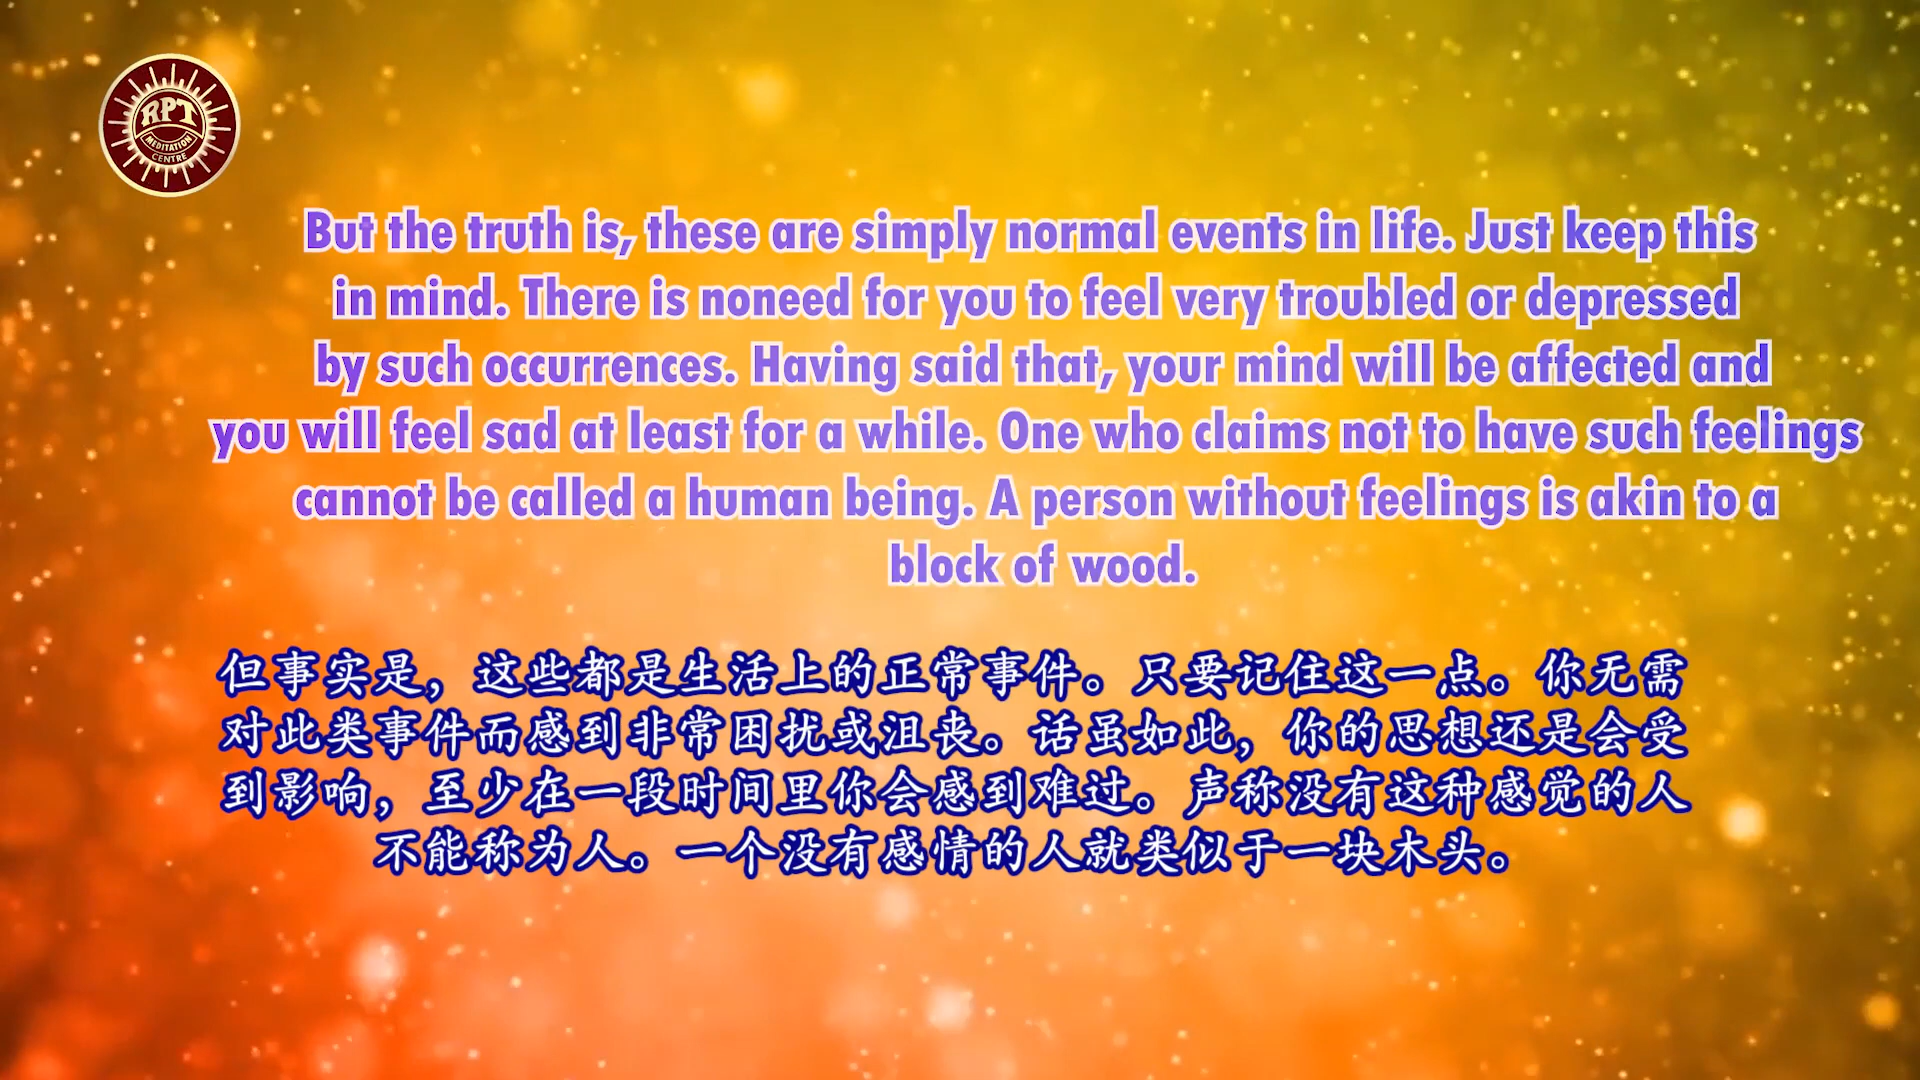 RPT
MEDITATION
CENTRE
But the truth is, these are simply normal events in life. Just keep this
in mind. There is noneed for you to feel very troubled or depressed
by such occurrences. Having said that, your mind will be affected and
you will feel sad at least for a while. One who claims not to have such feelings
cannot be called a human being. A person without feelings is akin to a
block of wood.
但事实是，这些都是生活上的正常事件。只要记住这一点。你无需
对此类事件而感到非常困扰或沮丧。话虽如此，你的思想还是会受
到影响，至少在一段时间里你会感到难过。声称没有这种感觉的人
不能称为人。一个没有感情的人就类似于一块木头。